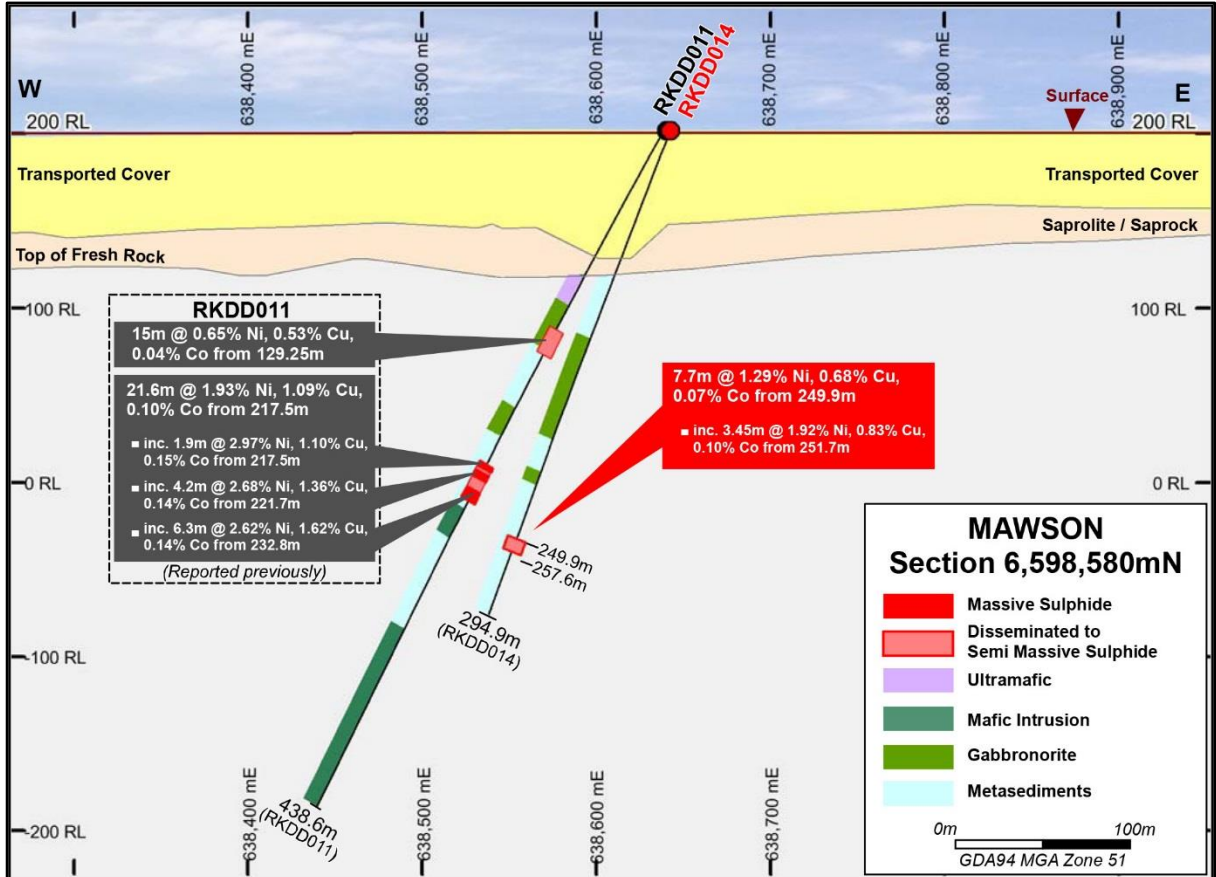 638,400 mE
638,500 mE
638,600 mE
638,700 mE
638,800 mE
638,900 mE
W
E
RKDD011
RKDD014
Surface
200 RL
200 RL
Transported Cover
Transported Cover
Saprolite / Saprock
Top of Fresh Rock
100 RL
100 RL
RKDD011
15m @ 0.65% Ni, 0.53% Cu,
0.04% Co from 129.25m
21.6m @ 1.93% Ni, 1.09% Cu,
0.10% Co from 217.5m
inc. 1.9m @ 2.97% Ni, 1.10% Cu,
0.15% Co from 217.5m
inc. 4.2m @ 2.68% Ni, 1.36% Cu,
0.14% Co from 221.7m
inc. 6.3m @ 2.62% Ni, 1.62% Cu,
0.14% Co from 232.8m
(Reported previously)
7.7m @ 1.29% Ni, 0.68% Cu,
0.07% Co from 249.9m
inc. 3.45m @ 1.92% Ni, 0.83% Cu,
0.10% Co from 251.7m
0 RL
0 RL
249.9m
257.6m
294.9m
(RKDD014)
-100 RL
438.6m
(RKDD011)
-200 RL
638,400 mE
638,500 mE
638,600 mE
638,700 mE
MAWSON
Section 6,598,580mN
Massive Sulphide
Disseminated to
Semi Massive Sulphide
Ultramafic
Mafic Intrusion
Gabbronorite
Metasediments
0m
100m
GDA94 MGA Zone 51